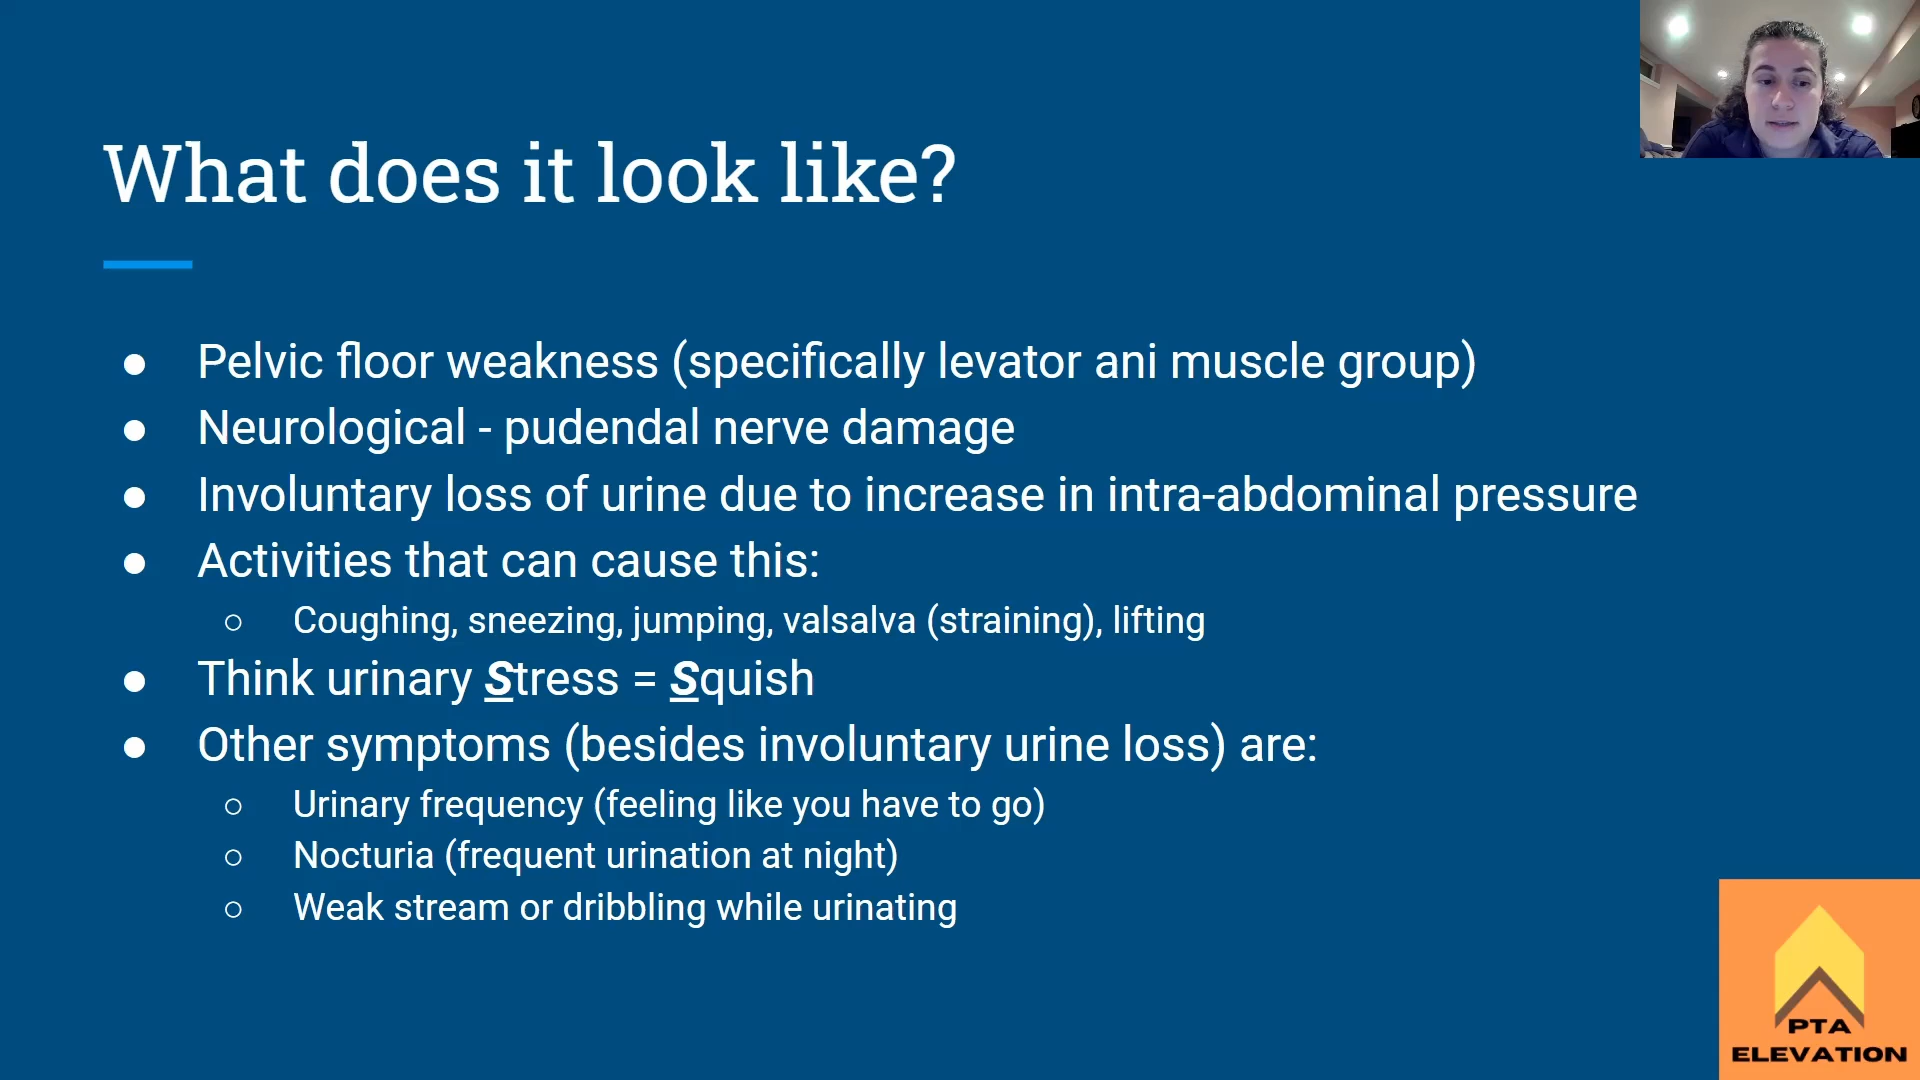 What does it look like?
● Pelvic floor weakness (specifically levator ani muscle group)
● Neurological - pudendal nerve damage
● Involuntary loss of urine due to increase in intra-abdominal pressure
● Activities that can cause this:
○ Coughing, sneezing, jumping, valsalva (straining), lifting
● Think urinary Stress = Squish
● Other symptoms (besides involuntary urine loss) are:
○ Urinary frequency (feeling like you have to go)
○ Nocturia (frequent urination at night)
○ Weak stream or dribbling while urinating
PTA
ELEVATION